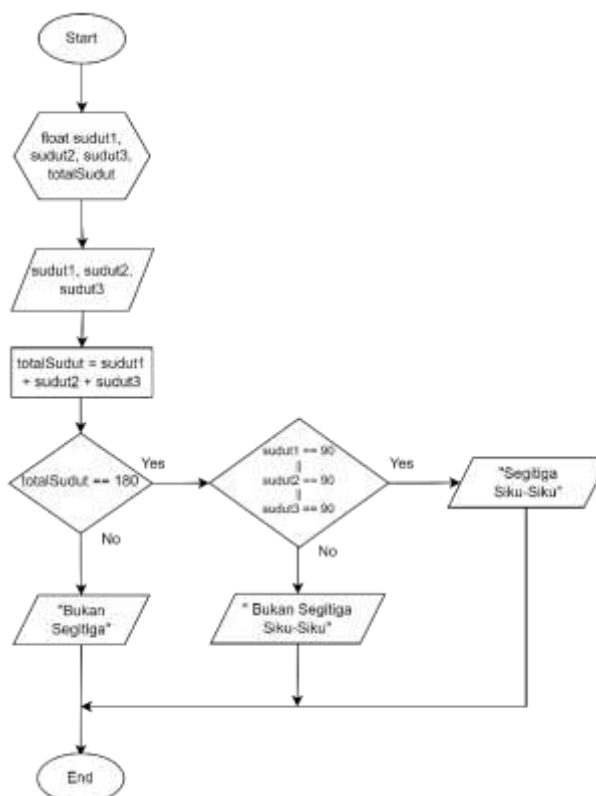 Start
float sudut1,
sudut2, sudut3,
totalSudut
sudut1, sudut2,
sudut3
totalSudut = sudut1
+ sudut2 + sudut3
totalSudut == 180
Yes
No
sudut1 == 90
||
sudut2 == 90
||
sudut3 == 90
Yes
No
"Segitiga
Siku-Siku"
"Bukan
Segitiga"
" Bukan Segitiga
Siku-Siku"
End